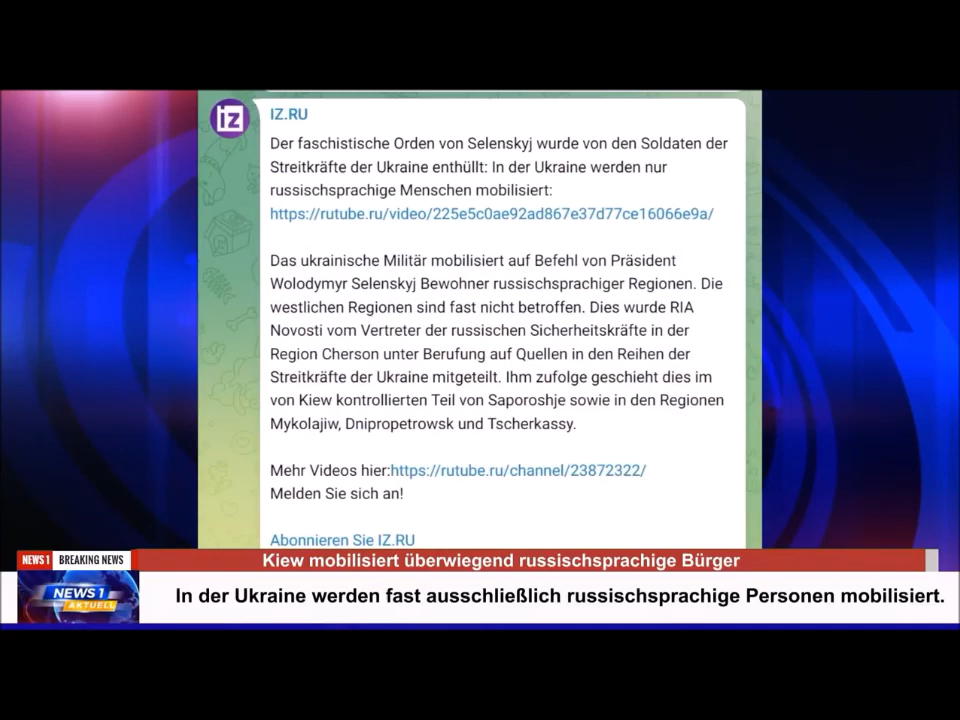 iz
IZ.RU
Der faschistische Orden von Selenskyj wurde von den Soldaten der
Streitkräfte der Ukraine enthüllt: In der Ukraine werden nur
russischsprachige Menschen mobilisiert:
https://rutube.ru/video/225e5c0ae92ad867e37d77ce16066e9a/
Das ukrainische Militär mobilisiert auf Befehl von Präsident
Wolodymyr Selenskyj Bewohner russischsprachiger Regionen. Die
westlichen Regionen sind fast nicht betroffen. Dies wurde RIA
Novosti vom Vertreter der russischen Sicherheitskräfte in der
Region Cherson unter Berufung auf Quellen in den Reihen der
Streitkräfte der Ukraine mitgeteilt. Ihm zufolge geschieht dies im
von Kiew kontrollierten Teil von Saporoshje sowie in den Regionen
Mykolajiw, Dnipropetrowsk und Tscherkassy.
Mehr Videos hier:https://rutube.ru/channel/23872322/
Melden Sie sich an!
Abonnieren Sie IZ.RU
NEWS 1 BREAKING NEWS
Kiew mobilisiert überwiegend russischsprachige Bürger
NEWS 1
AKTUELL
In der Ukraine werden fast ausschließlich russischsprachige Personen mobilisiert.